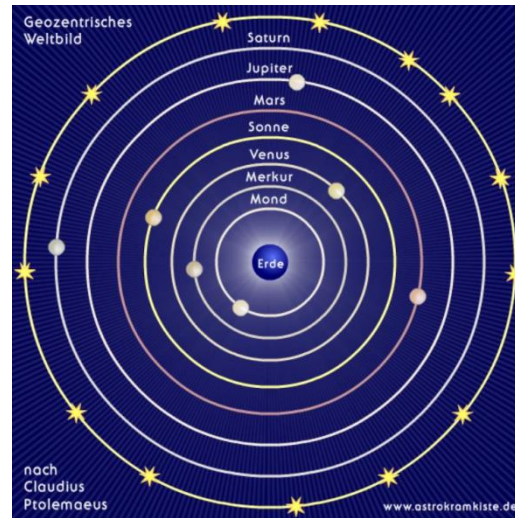 Geozentrisches
Weltbild
Saturn
Jupiter
Mars
Sonne
Venus
Merkur
Mond
Erde
nach
Claudius
Ptolemaeus
www.astrokramkiste.de